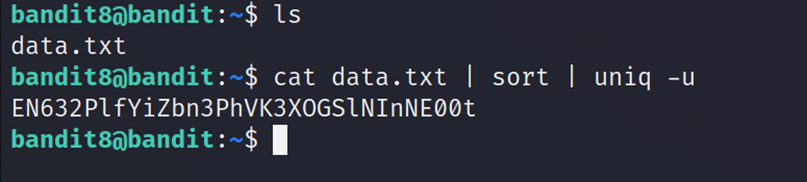 bandit8@bandit:~$ ls
data.txt
bandit8@bandit:~$ cat data.txt | sort | uniq -u
EN632PlfYiZbn3PhVK3XOGSlNInNE00t
bandit8@bandit:~$